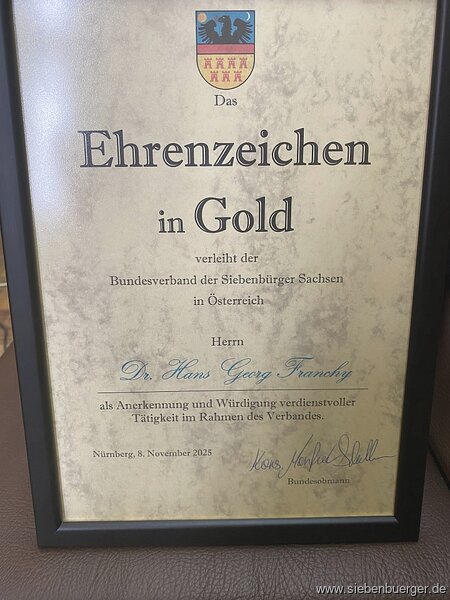 Das
Ehrenzeichen
in Gold
verleiht der
Bundesverband der Siebenbürger Sachsen
in Österreich
Herrn
Dr. Hans Georg Franchy
als Anerkennung und Würdigung verdienstvoller
Tätigkeit im Rahmen des Verbandes.
Nürnberg, 8. November 2025
Bundesobmann
www.siebenbuerger.de